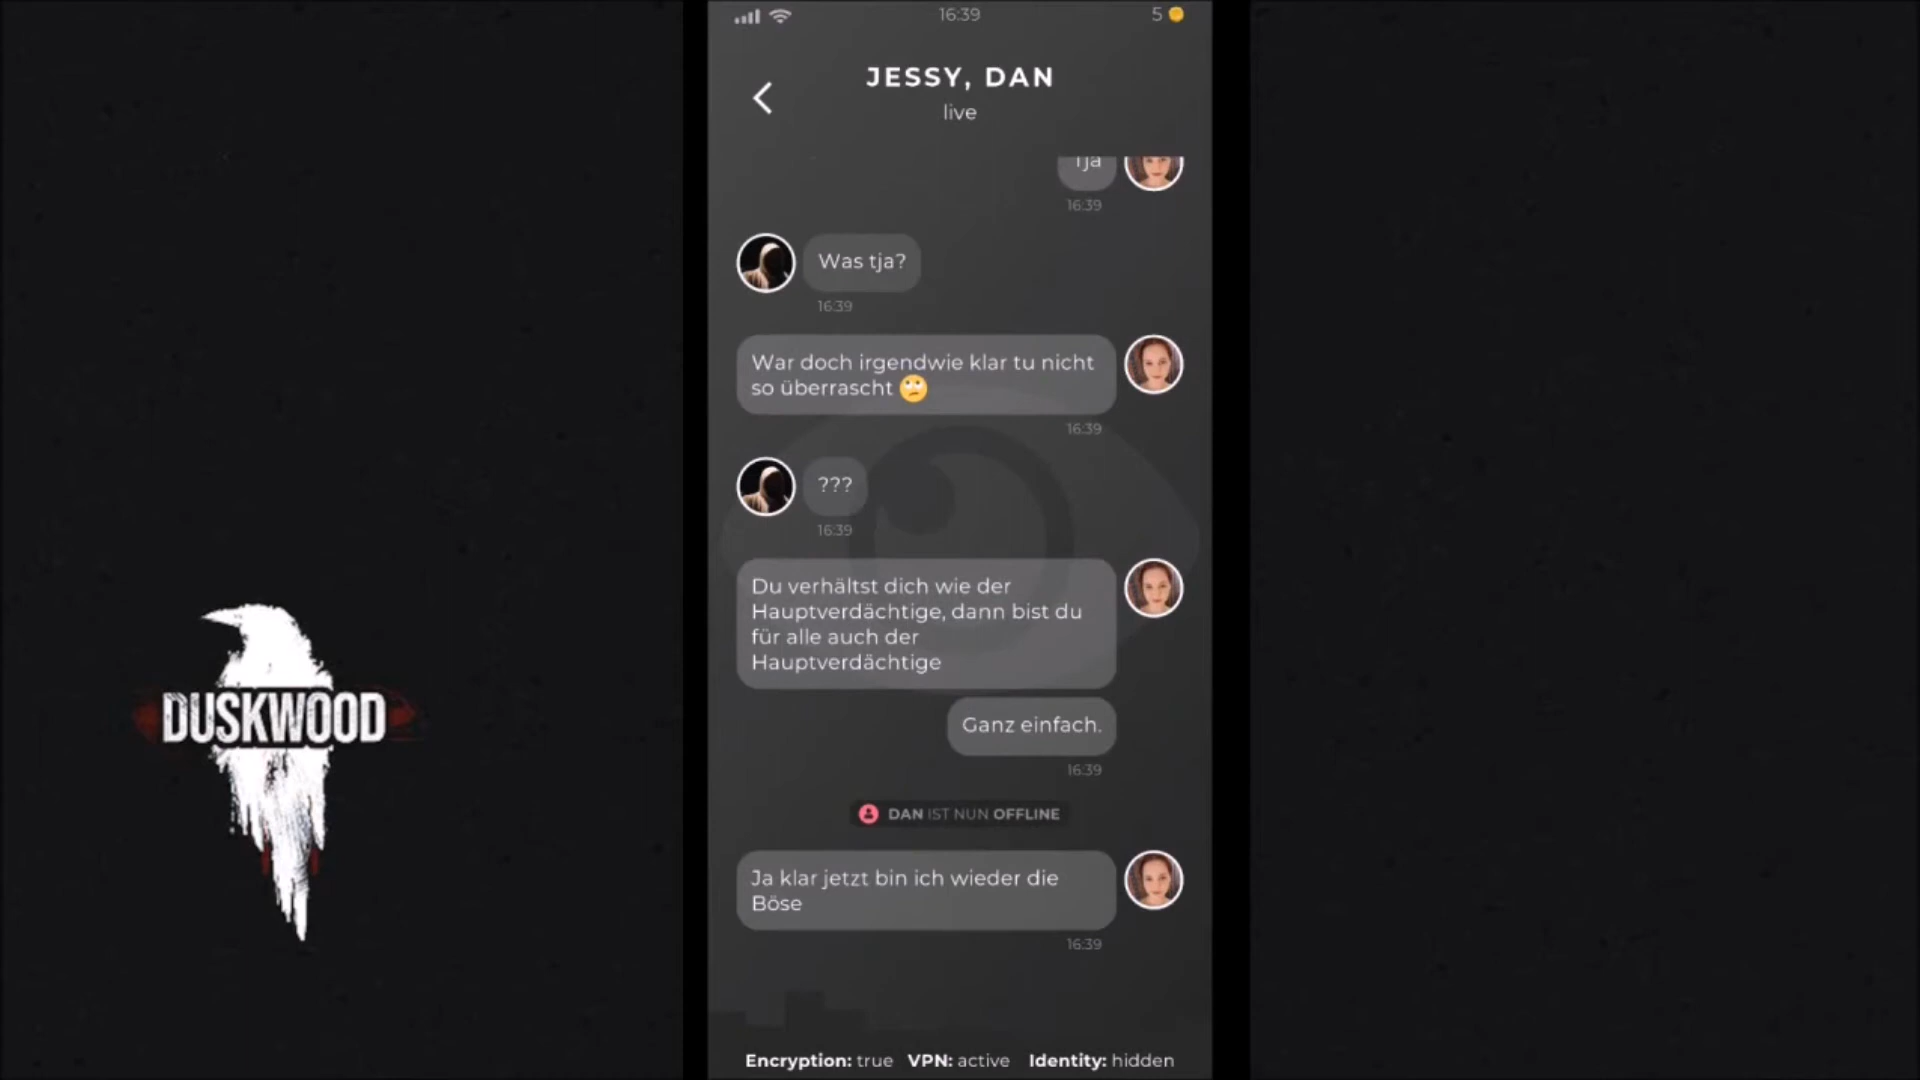 16:39
5
JESSY, DAN
live
Tja
16:39
Was tja?
16:39
War doch irgendwie klar tu nicht
so überrascht 🙄
16:39
???
16:39
Du verhältst dich wie der
Hauptverdächtige, dann bist du
für alle auch der
Hauptverdächtige
Ganz einfach.
16:39
DAN IST NUN OFFLINE
Ja klar jetzt bin ich wieder die
Böse
16:39
Encryption: true VPN: active Identity: hidden
DUSKWOOD